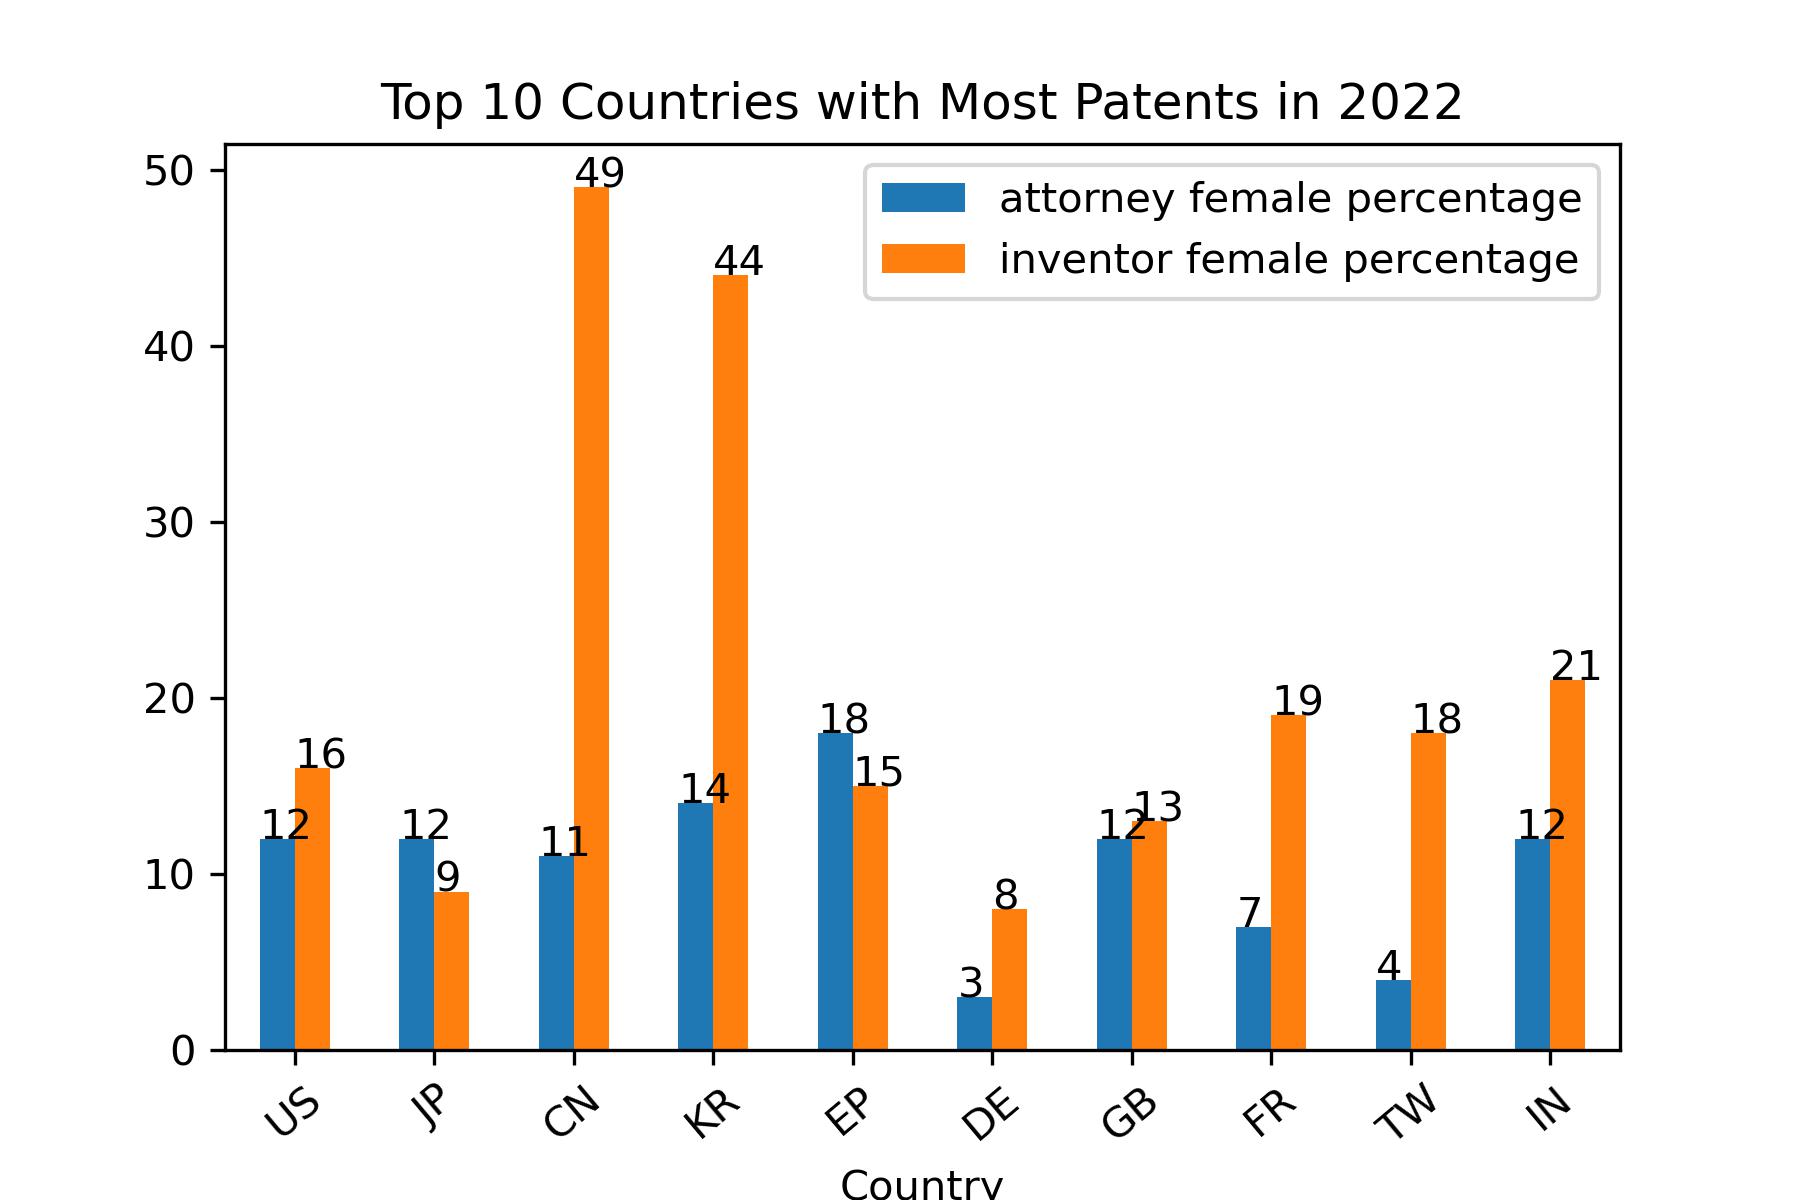 Top 10 Countries with Most Patents in 2022
attorney female percentage
inventor female percentage
50
40
30
20
10
0
49
44
16
12
12
9
11
14
18
15
3
8
12
13
7
19
4
18
12
21
US
JP
CN
KR
EP
DE
GB
FR
TW
IN
Country